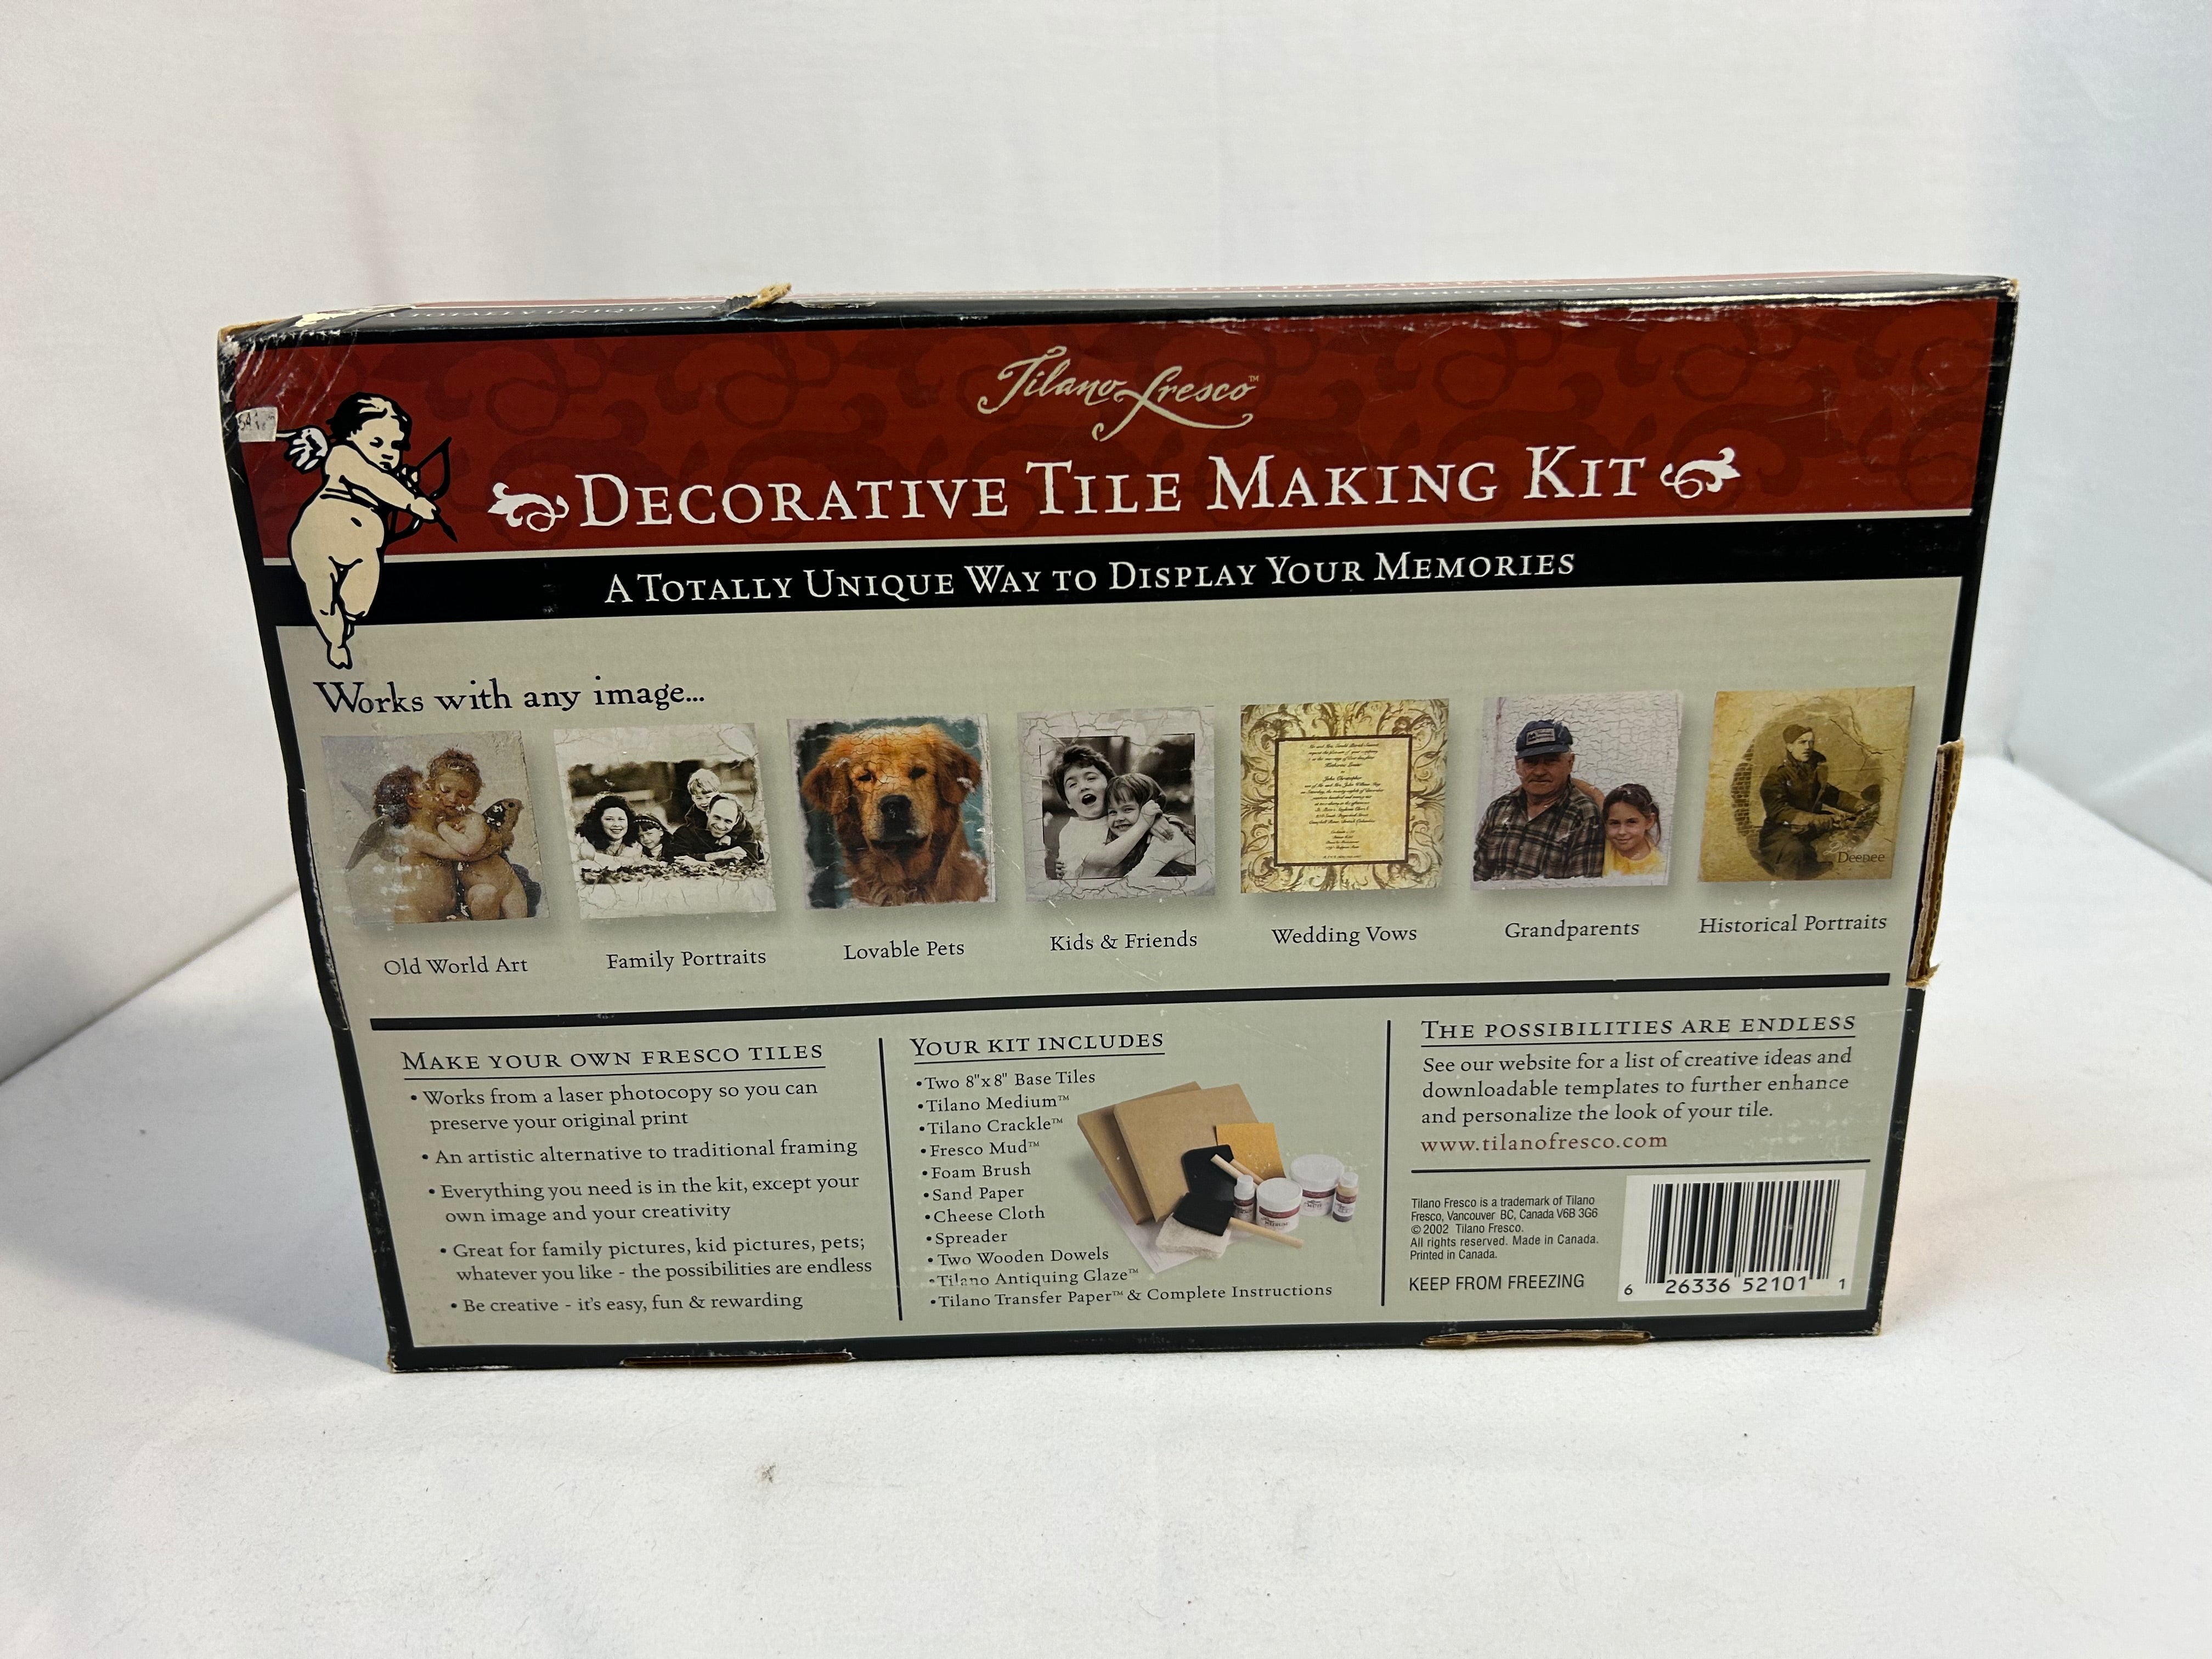 Tilano Fresco™
DECORATIVE TILE MAKING KIT
A TOTALLY UNIQUE WAY TO DISPLAY YOUR MEMORIES
Works with any image...
Deenee
Old World Art
Family Portraits
Lovable Pets
Kids & Friends
Wedding Vows
Grandparents
Historical Portraits
MAKE YOUR OWN FRESCO TILES
• Works from a laser photocopy so you can
preserve your original print
• An artistic alternative to traditional framing
• Everything you need is in the kit, except your
own image and your creativity
• Great for family pictures, kid pictures, pets;
whatever you like - the possibilities are endless
• Be creative - it's easy, fun & rewarding
YOUR KIT INCLUDES
• Two 8"x8" Base Tiles
• Tilano Medium™
• Tilano Crackle™
• Fresco Mud™
• Foam Brush
• Sand Paper
• Cheese Cloth
• Spreader
• Two Wooden Dowels
• Tilano Antiquing Glaze™
• Tilano Transfer Paper™ & Complete Instructions
THE POSSIBILITIES ARE ENDLESS
See our website for a list of creative ideas and
downloadable templates to further enhance
and personalize the look of your tile.
www.tilanofresco.com
Tilano Fresco is a trademark of Tilano
Fresco, Vancouver BC, Canada V6B 3G6
© 2002 Tilano Fresco.
All rights reserved. Made in Canada.
Printed in Canada.
KEEP FROM FREEZING
6 26336 52101 1